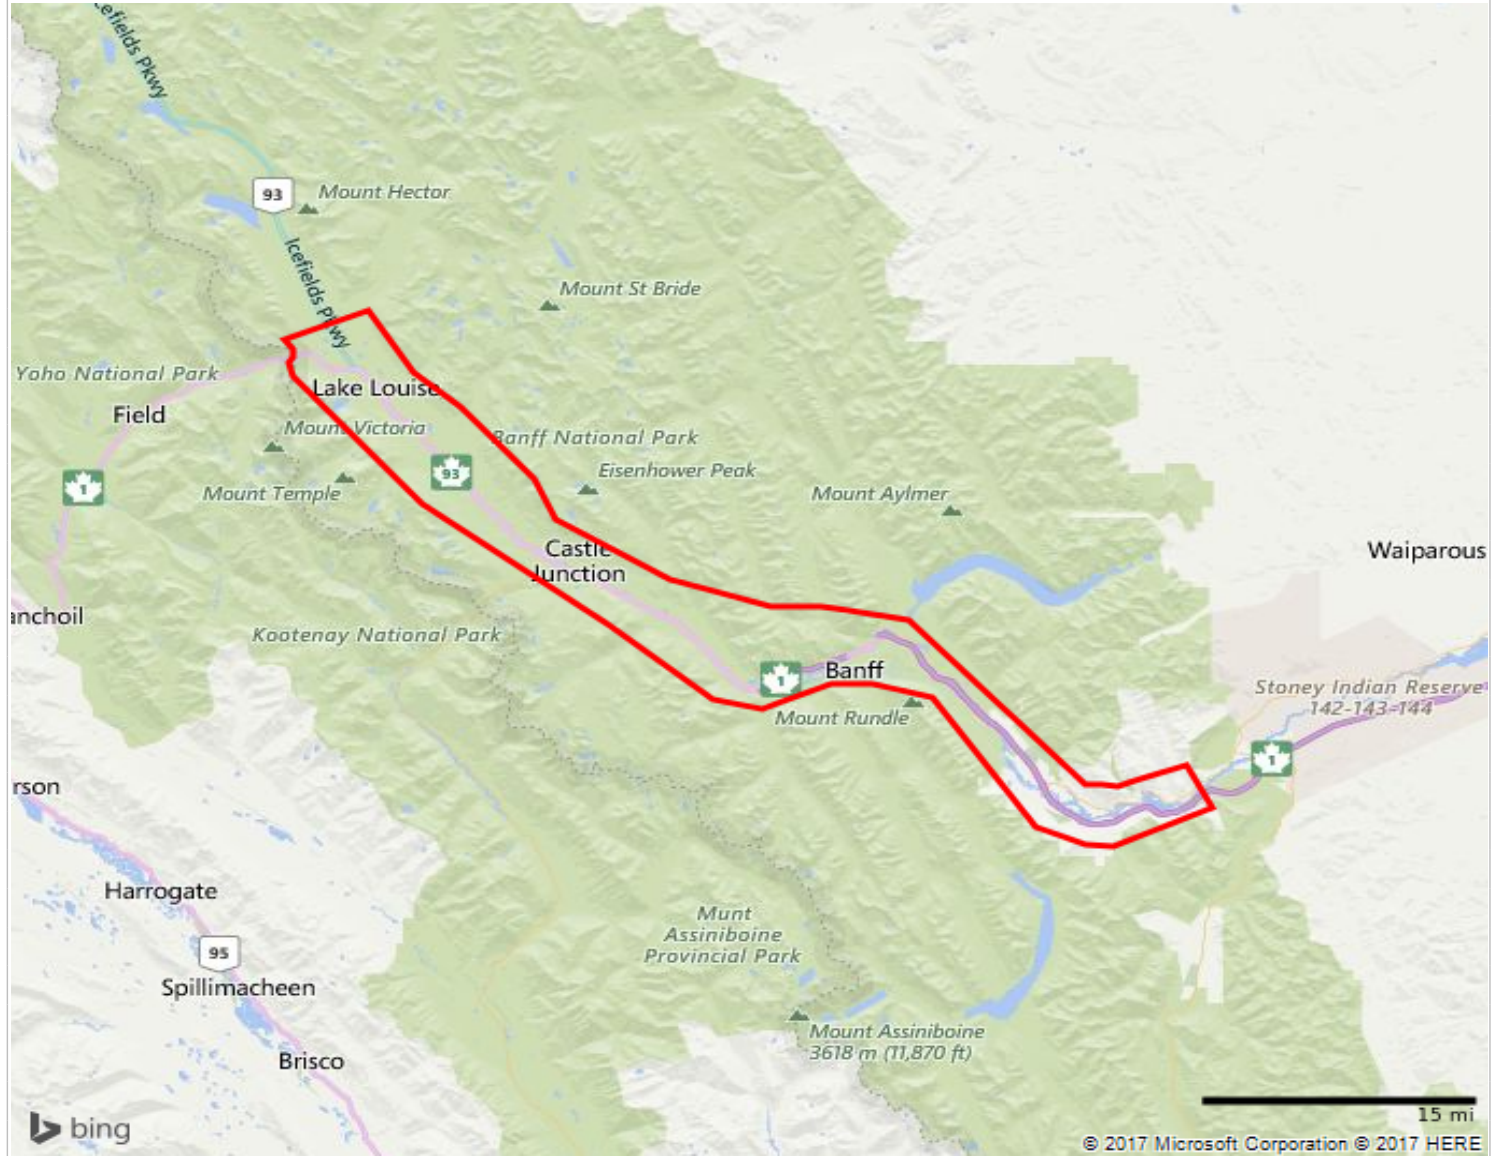 Icefields Pkwy
93
Mount Hector
Icefields Pkwy
Mount St Bride
Yoho National Park
Lake Louise
Field
Mount Victoria
Banff National Park
93
Eisenhower Peak
1
Mount Temple
Mount Aylmer
Castle
Junction
Waiparous
anchoil
Kootenay National Park
1
Banff
Stoney Indian Reserve
142-143-144
Mount Rundle
1
rson
Harrogate
Munt
Assiniboine
Provincial Park
95
Spillimacheen
Mount Assiniboine
3618 m (11,870 ft)
Brisco
15 mi
bing
© 2017 Microsoft Corporation © 2017 HERE